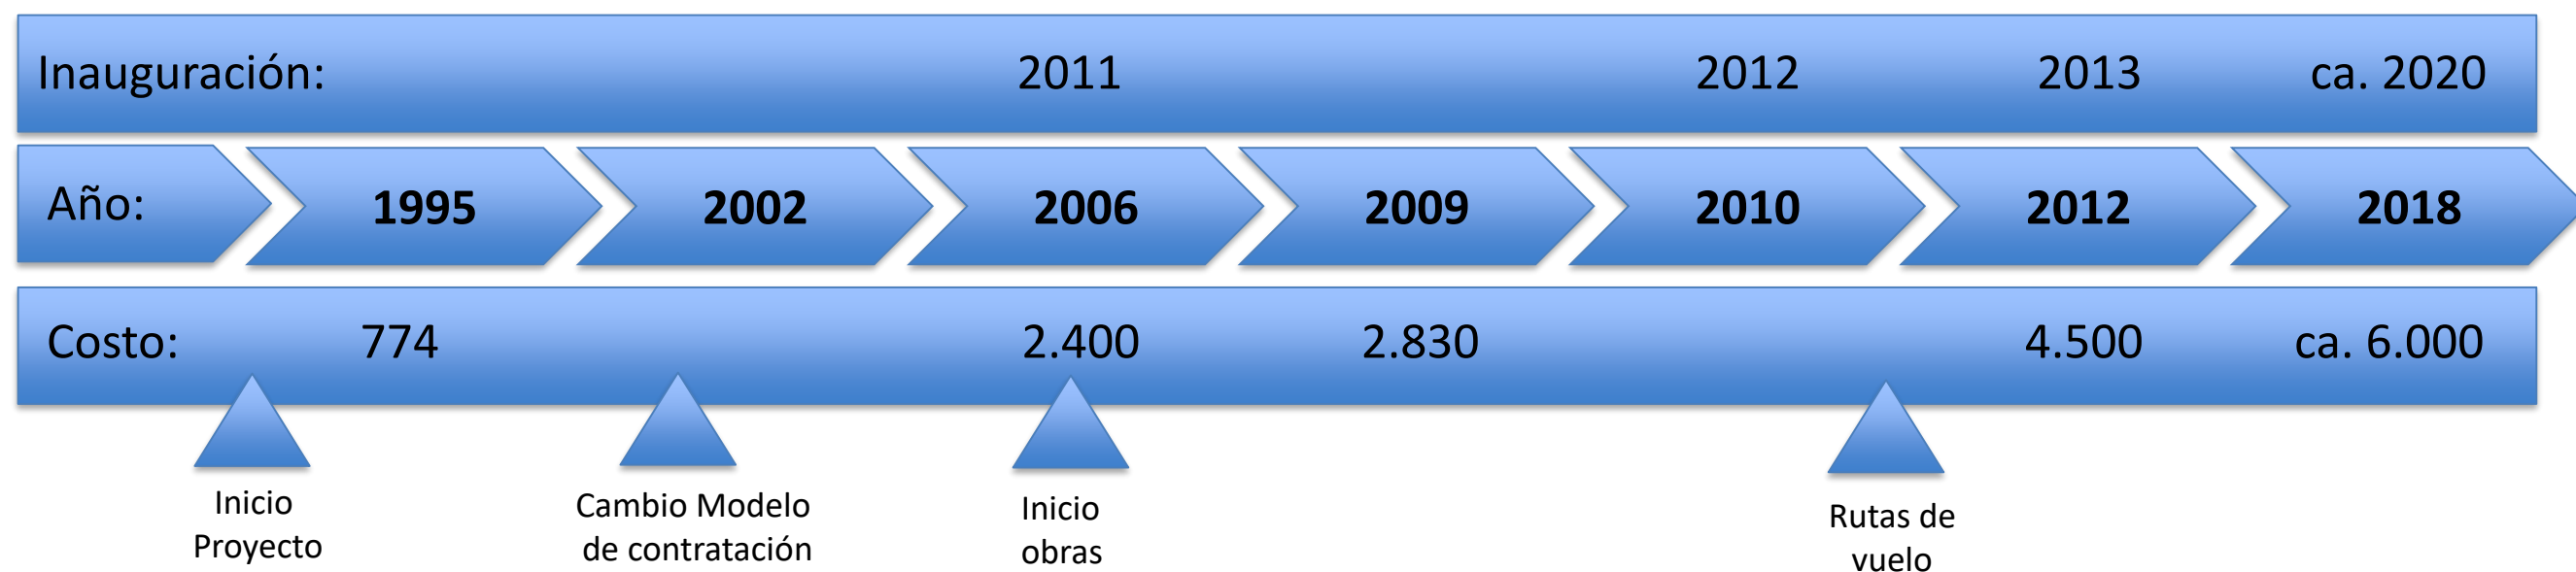 Inauguración: 2011 2012 2013 ca. 2020
Año: 1995 2002 2006 2009 2010 2012 2018
Costo: 774 2.400 2.830 4.500 ca. 6.000
Inicio
Proyecto
Cambio Modelo
de contratación
Inicio
obras
Rutas de
vuelo